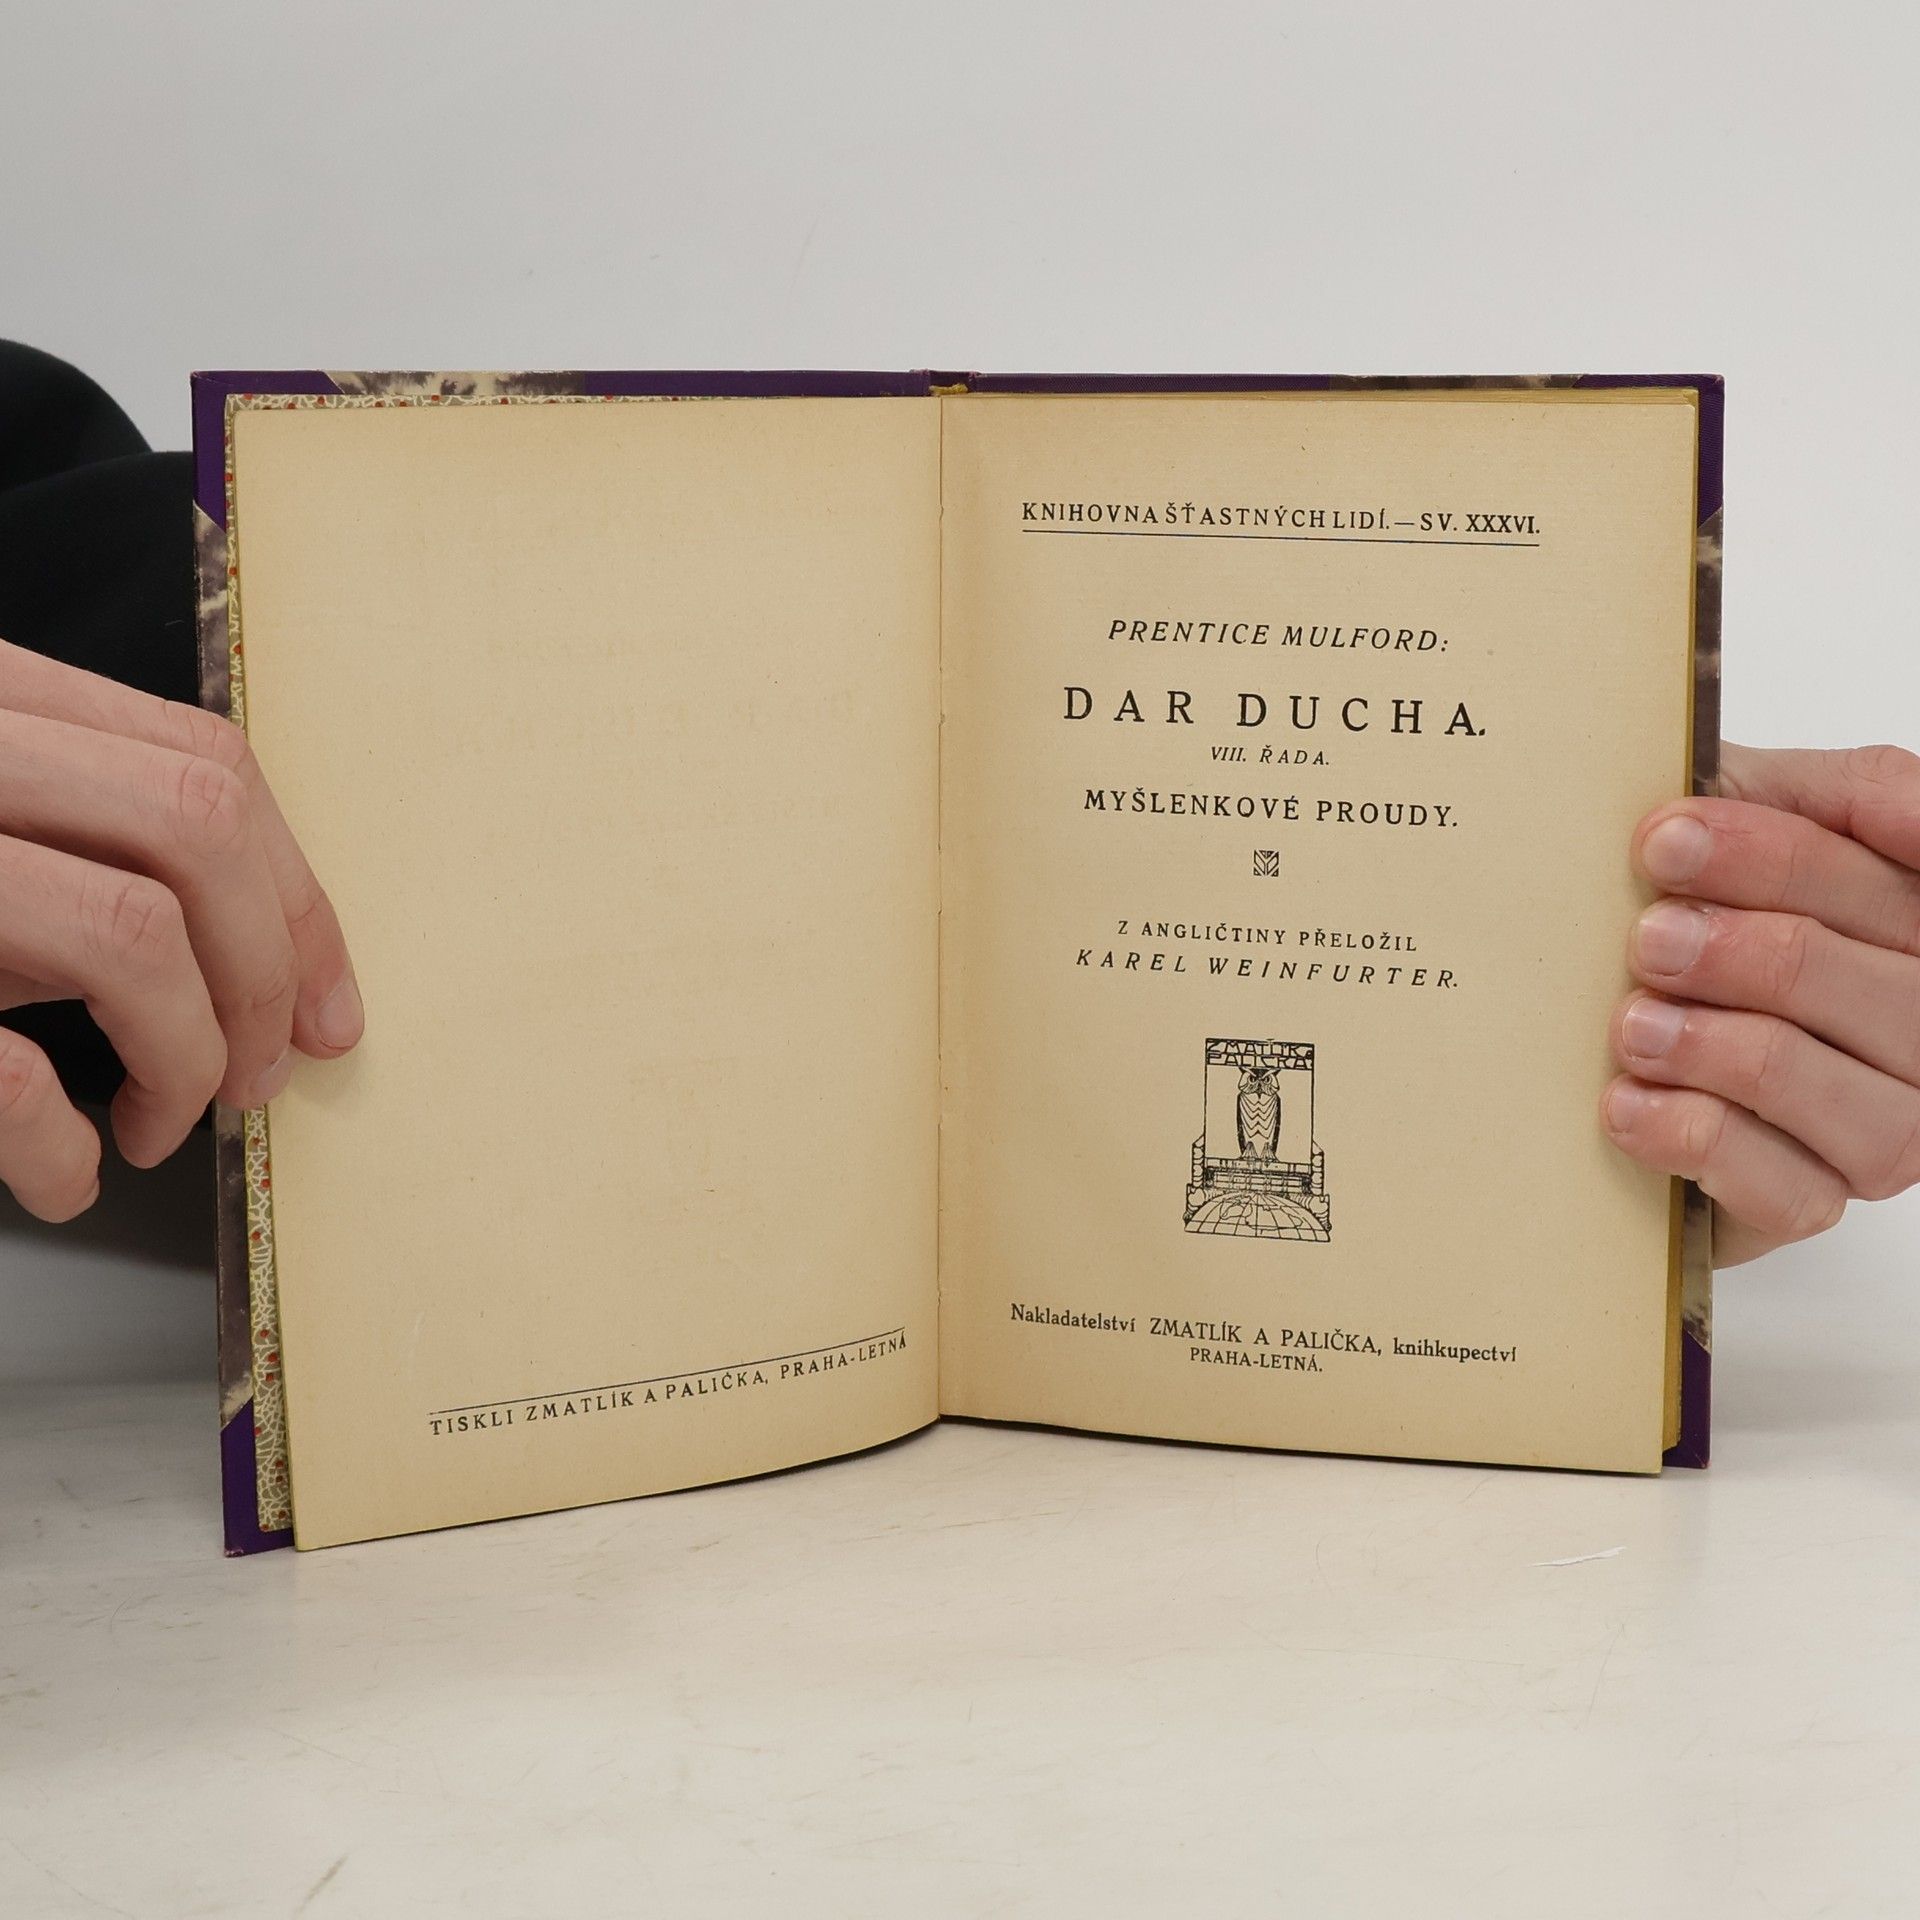 TISKLI ZMATLÍK A PALIČKA, PRAHA-LETNÁ
KNIHOVNA ŠŤASTNÝCH LIDÍ. — SV. XXXVI.
PRENTICE MULFORD:
DAR DUCHA.
VIII. ŘADA.
MYŠLENKOVÉ PROUDY.
Z ANGLIČTINY PŘELOŽIL
KAREL WEINFURTER.
ZMATLÍK A
PALIČKA
Nakladatelství ZMATLÍK A PALIČKA, knihkupectví
PRAHA-LETNÁ.